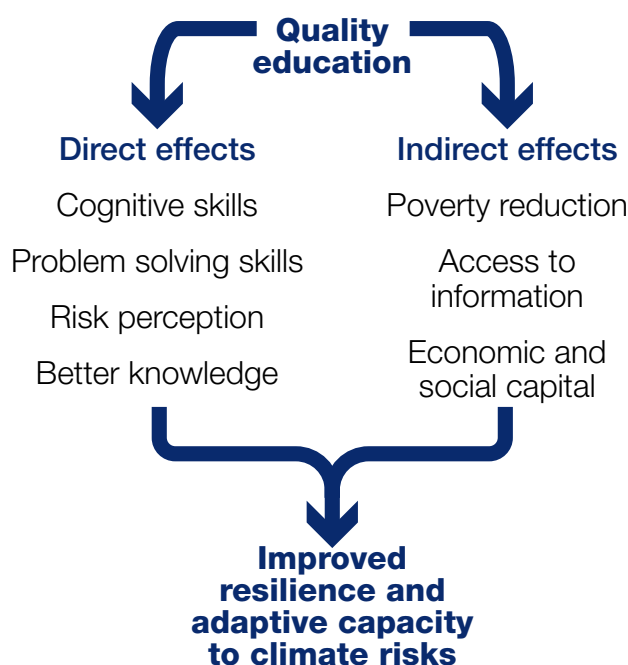 Quality
education
Direct effects
Cognitive skills
Problem solving skills
Risk perception
Better knowledge
Indirect effects
Poverty reduction
Access to
information
Economic and
social capital
Improved
resilience and
adaptive capacity
to climate risks